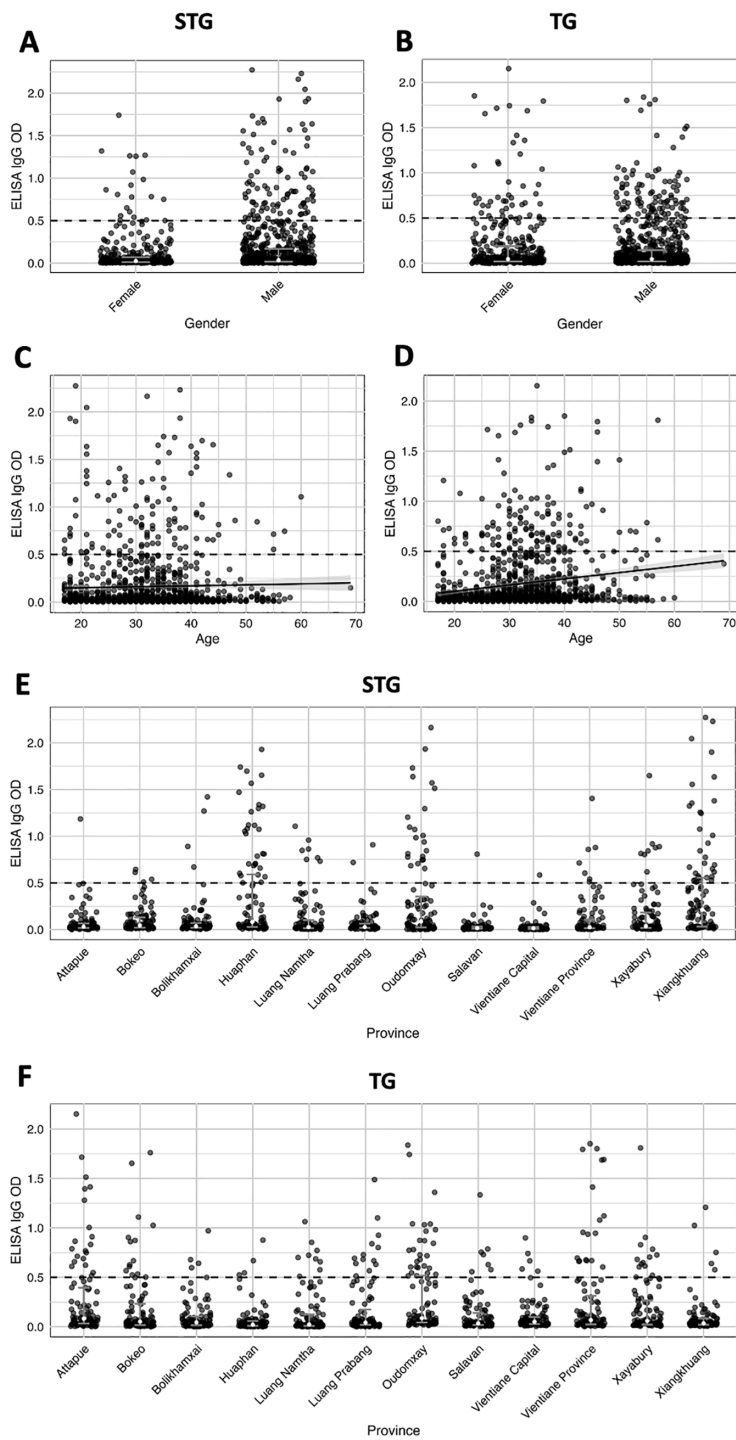 STG TG
A B
ELISA IgG OD
2.0
1.5
1.0
0.5
0.0
Female Male
Gender
ELISA IgG OD
2.0
1.5
1.0
0.5
0.0
Female Male
Gender
C D
ELISA IgG OD
2.0
1.5
1.0
0.5
0.0
20 30 40 50 60 70
Age
ELISA IgG OD
2.0
1.5
1.0
0.5
0.0
20 30 40 50 60 70
Age
E STG
ELISA IgG OD
2.0
1.5
1.0
0.5
0.0
Attapue Bokeo Bolikhamxai Huaphan Luang Namtha Luang Prabang Oudomxay Salavan Vientiane Capital Vientiane Province Xayabury Xiangkhuang
Province
F TG
ELISA IgG OD
2.0
1.5
1.0
0.5
0.0
Attapue Bokeo Bolikhamxai Huaphan Luang Namtha Luang Prabang Oudomxay Salavan Vientiane Capital Vientiane Province Xayabury Xiangkhuang
Province